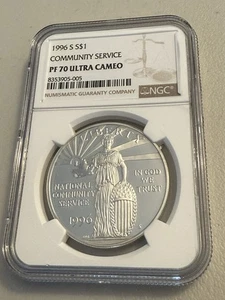 1996 S S$1
COMMUNITY SERVICE
PF 70 ULTRA CAMEO
8353905-005
NUMISMATIC GUARANTY COMPANY
NGC
LIBERTY
NATIONAL
COMMUNITY
SERVICE
1996
IN GOD
WE
TRUST